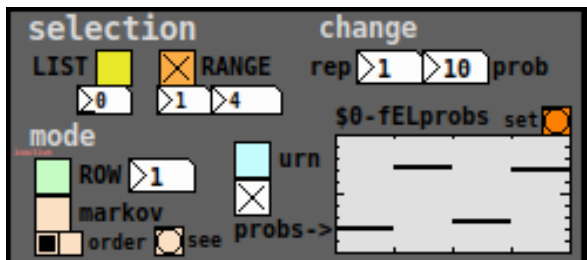 selection change
LIST RANGE rep 1 10 prob
0 1 4
$0-fELprobs set
mode
ROW 1 urn
markov
probs->
order see